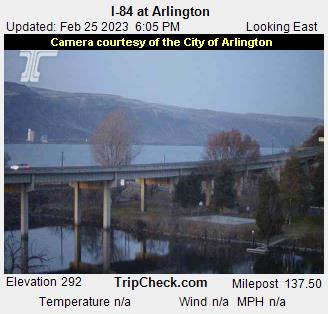 I-84 at Arlington
Updated: Feb 25 2023 6:05 PM Looking East
Camera courtesy of the City of Arlington
Elevation 292 TripCheck.com Milepost 137.50
Temperature n/a Wind n/a MPH n/a